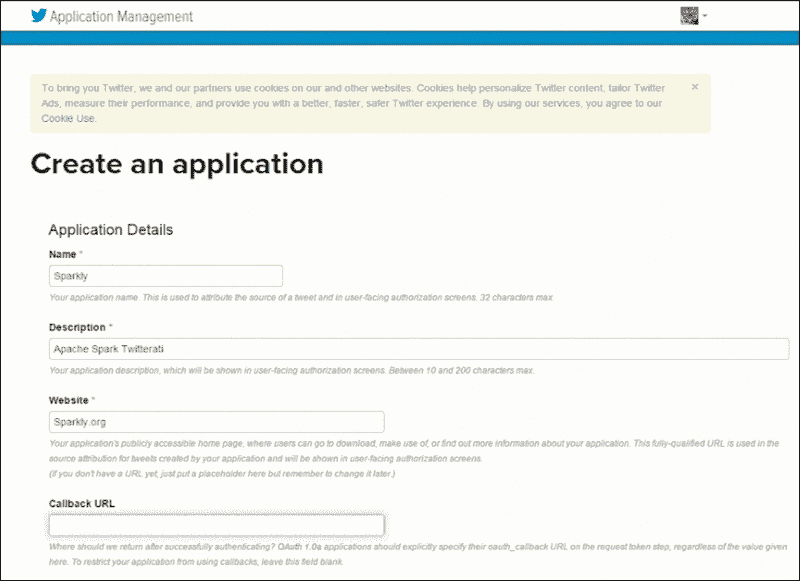 Application Management
To bring you Twitter, we and our partners use cookies on our and other websites. Cookies help personalize Twitter content, tailor Twitter
Ads, measure their performance, and provide you with a better, faster, safer Twitter experience. By using our services, you agree to our
Cookie Use.
×
Create an application
Application Details
Name *
Sparkly
Your application name. This is used to attribute the source of a tweet and in user-facing authorization screens. 32 characters max.
Description *
Apache Spark Twitterati
Your application description, which will be shown in user-facing authorization screens. Between 10 and 200 characters max.
Website *
Sparkly.org
Your application's publicly accessible home page, where users can go to download, make use of, or find out more information about your application. This fully-qualified URL is used in the
source attribution for tweets created by your application and will be shown in user-facing authorization screens.
(If you don't have a URL yet, just put a placeholder here but remember to change it later.)
Callback URL
Where should we return after successfully authenticating? OAuth 1.0a applications should explicitly specify their oauth_callback URL on the request token step, regardless of the value given
here. To restrict your application from using callbacks, leave this field blank.